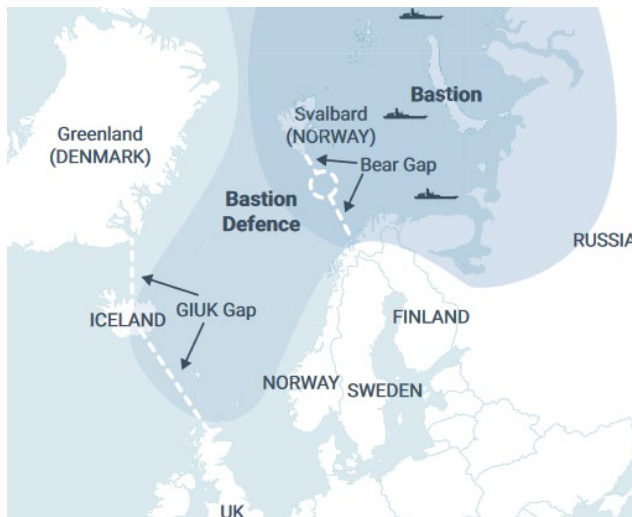 Bastion
Svalbard
(NORWAY)
Greenland
(DENMARK)
Bear Gap
Bastion
Defence
RUSSIA
ICELAND
GIUK Gap
FINLAND
NORWAY
SWEDEN
UK